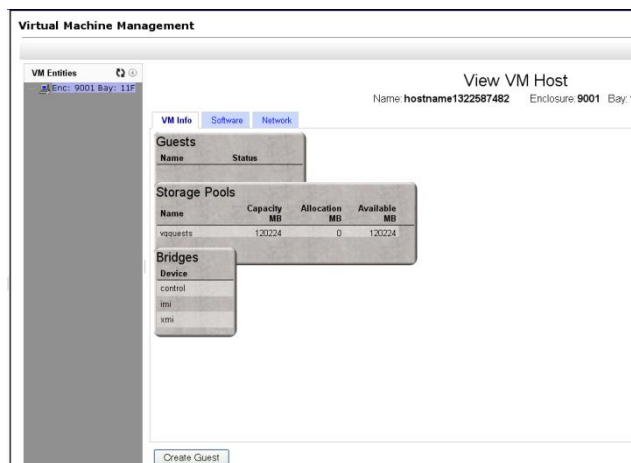 Virtual Machine Management
VM Entities
Enc: 9001 Bay: 11F
View VM Host
Name: hostname1322587482 Enclosure: 9001 Bay:
VM Info Software Network
Guests
Name Status
Storage Pools
Name Capacity MB Allocation MB Available MB
vgguests 120224 0 120224
Bridges
Device
control
imi
xmi
Create Guest